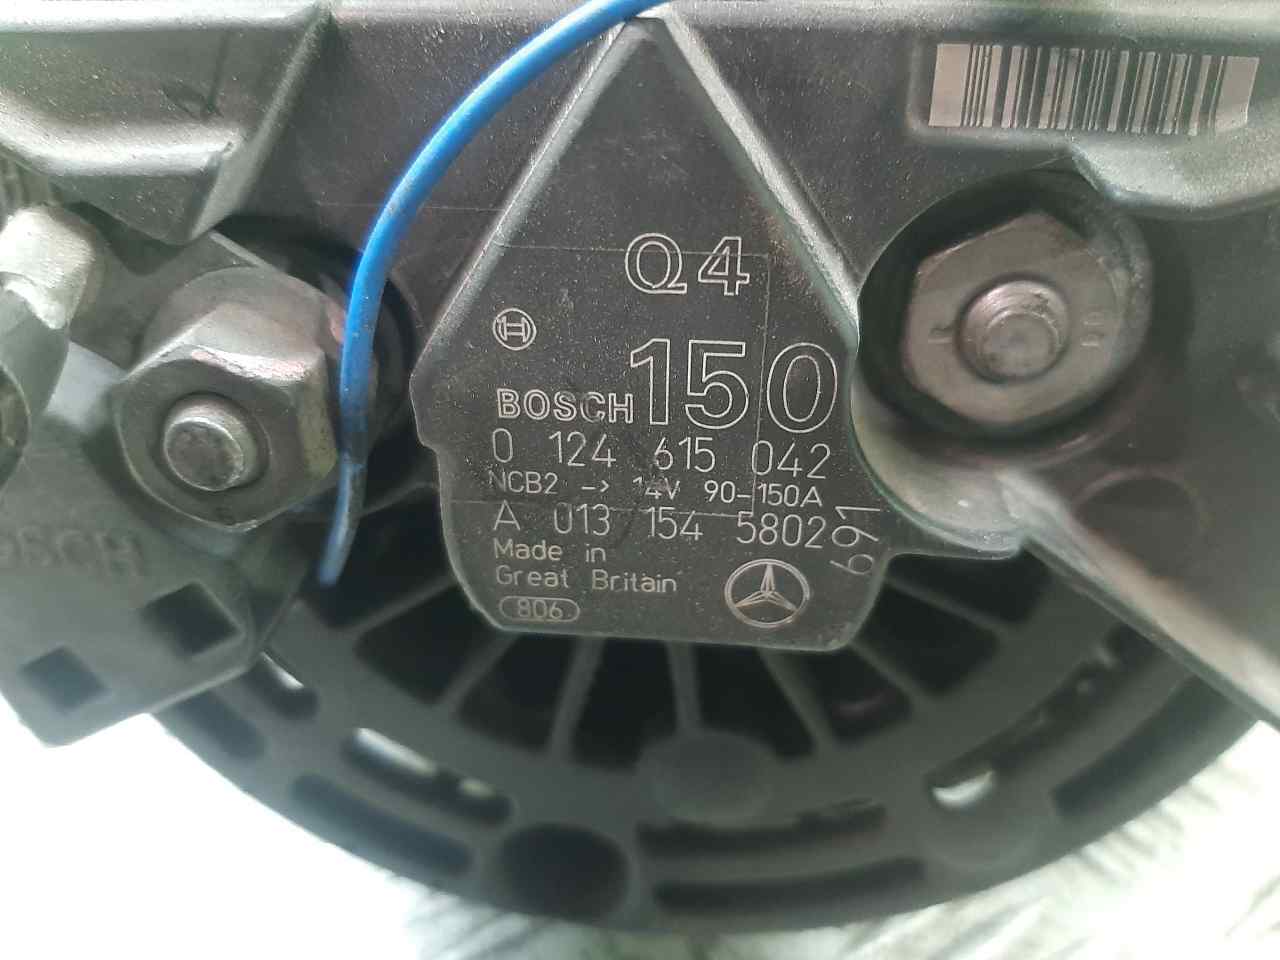 Q4
BOSCH 150
0 124 615 042
NCB2 -> 14V 90-150A
A 013 154 5802
691
Made in
Great Britain
806
BOSCH